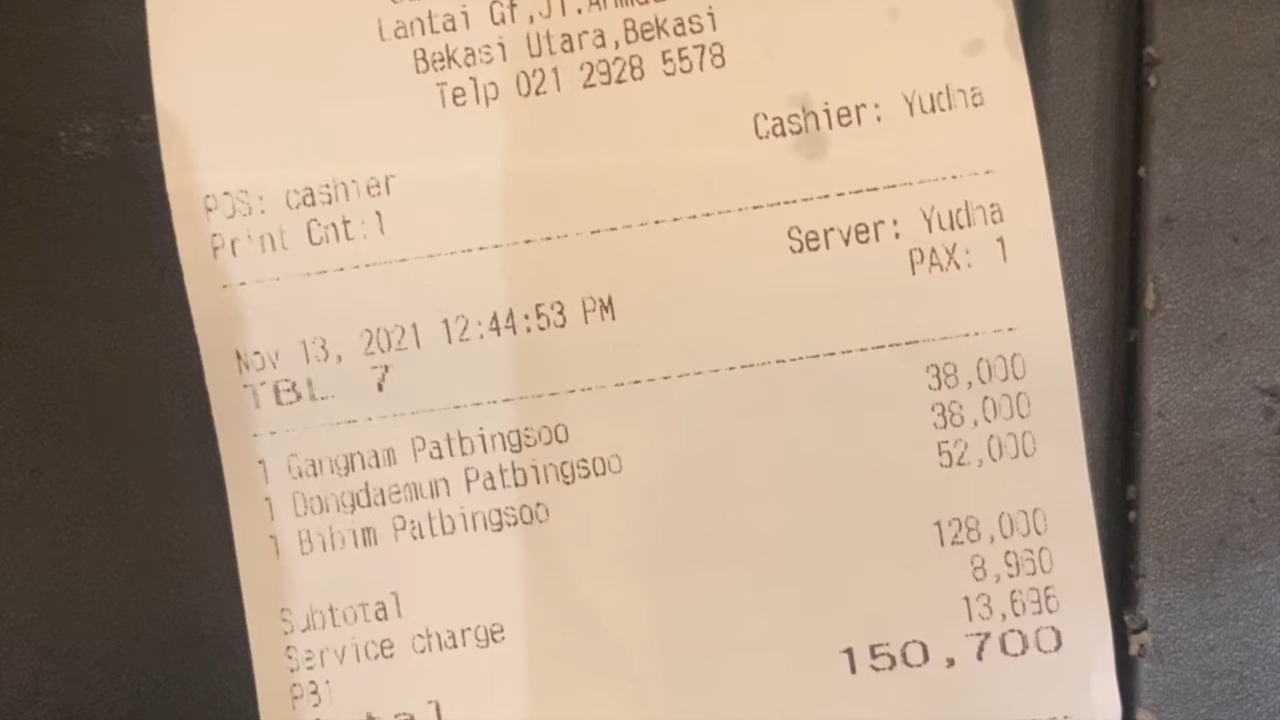 Lantai Gf,Jl.Ahmad
Bekasi Utara,Bekasi
Telp 021 2928 5578
Cashier: Yudha
POS: cashier
Print Cnt:1
Server: Yudha
PAX: 1
Nov 13, 2021 12:44:53 PM
TBL 7
1 Gangnam Patbingsoo 38,000
1 Dongdaemun Patbingsoo 38,000
1 Bibim Patbingsoo 52,000
Subtotal 128,000
Service charge 8,960
PB1 13,696
Total 150,700